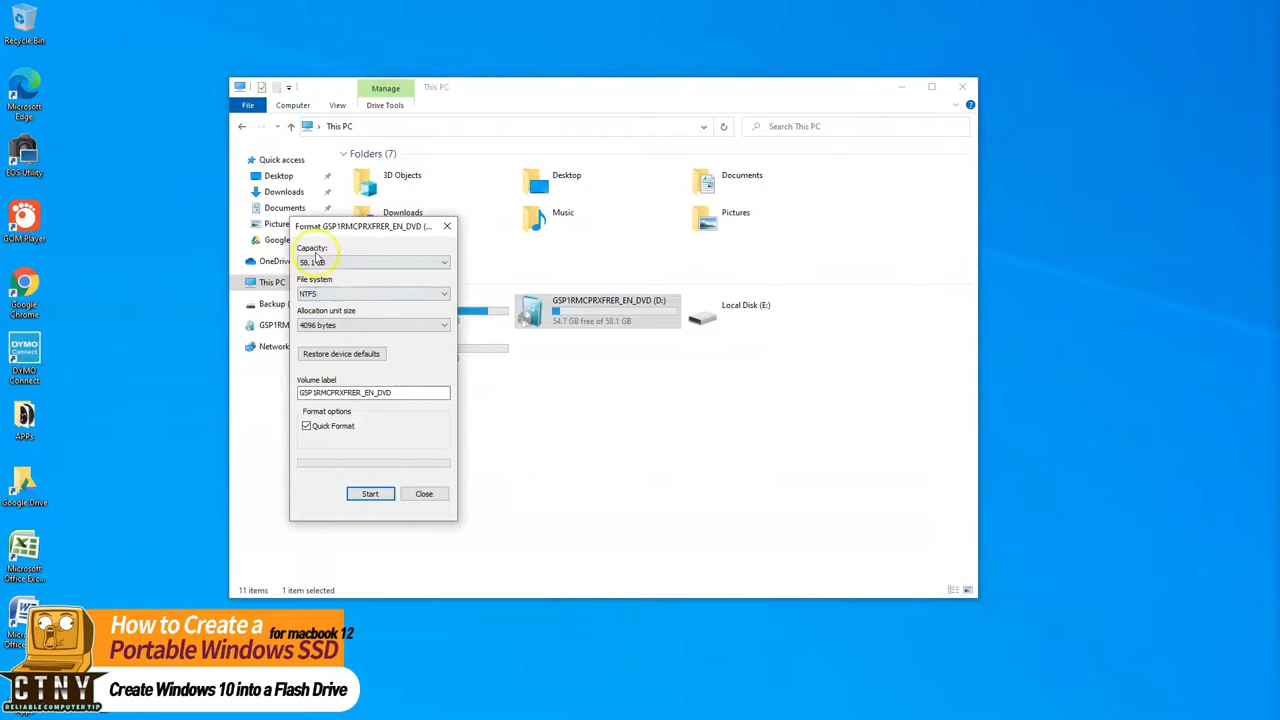 Recycle Bin
Microsoft
Edge
EOS Utility
GOM Player
Google
Chrome
DYMO
Connect
APPs
Google Drive
Microsoft
Office Exc...
Office...
Manage
This PC
File
Computer
View
Drive Tools
This PC
Search This PC
Quick access
Desktop
Downloads
Documents
Picture
Google
OneDrive
This PC
Backup
GSP1RM
Network
Folders (7)
3D Objects
Desktop
Documents
Downloads
Music
Pictures
GSP1RMCPRXFRER_EN_DVD (D:)
54.7 GB free of 58.1 GB
Local Disk (E:)
Format GSP1RMCPRXFRER_EN_DVD (...
Capacity:
58.1 GB
File system
NTFS
Allocation unit size
4096 bytes
Restore device defaults
Volume label
GSP1RMCPRXFRER_EN_DVD
Format options
Quick Format
Start
Close
11 items
1 item selected
How to Create a for macbook 12
Portable Windows SSD
CTNY
RELIABLE COMPUTER TIP
Create Windows 10 into a Flash Drive